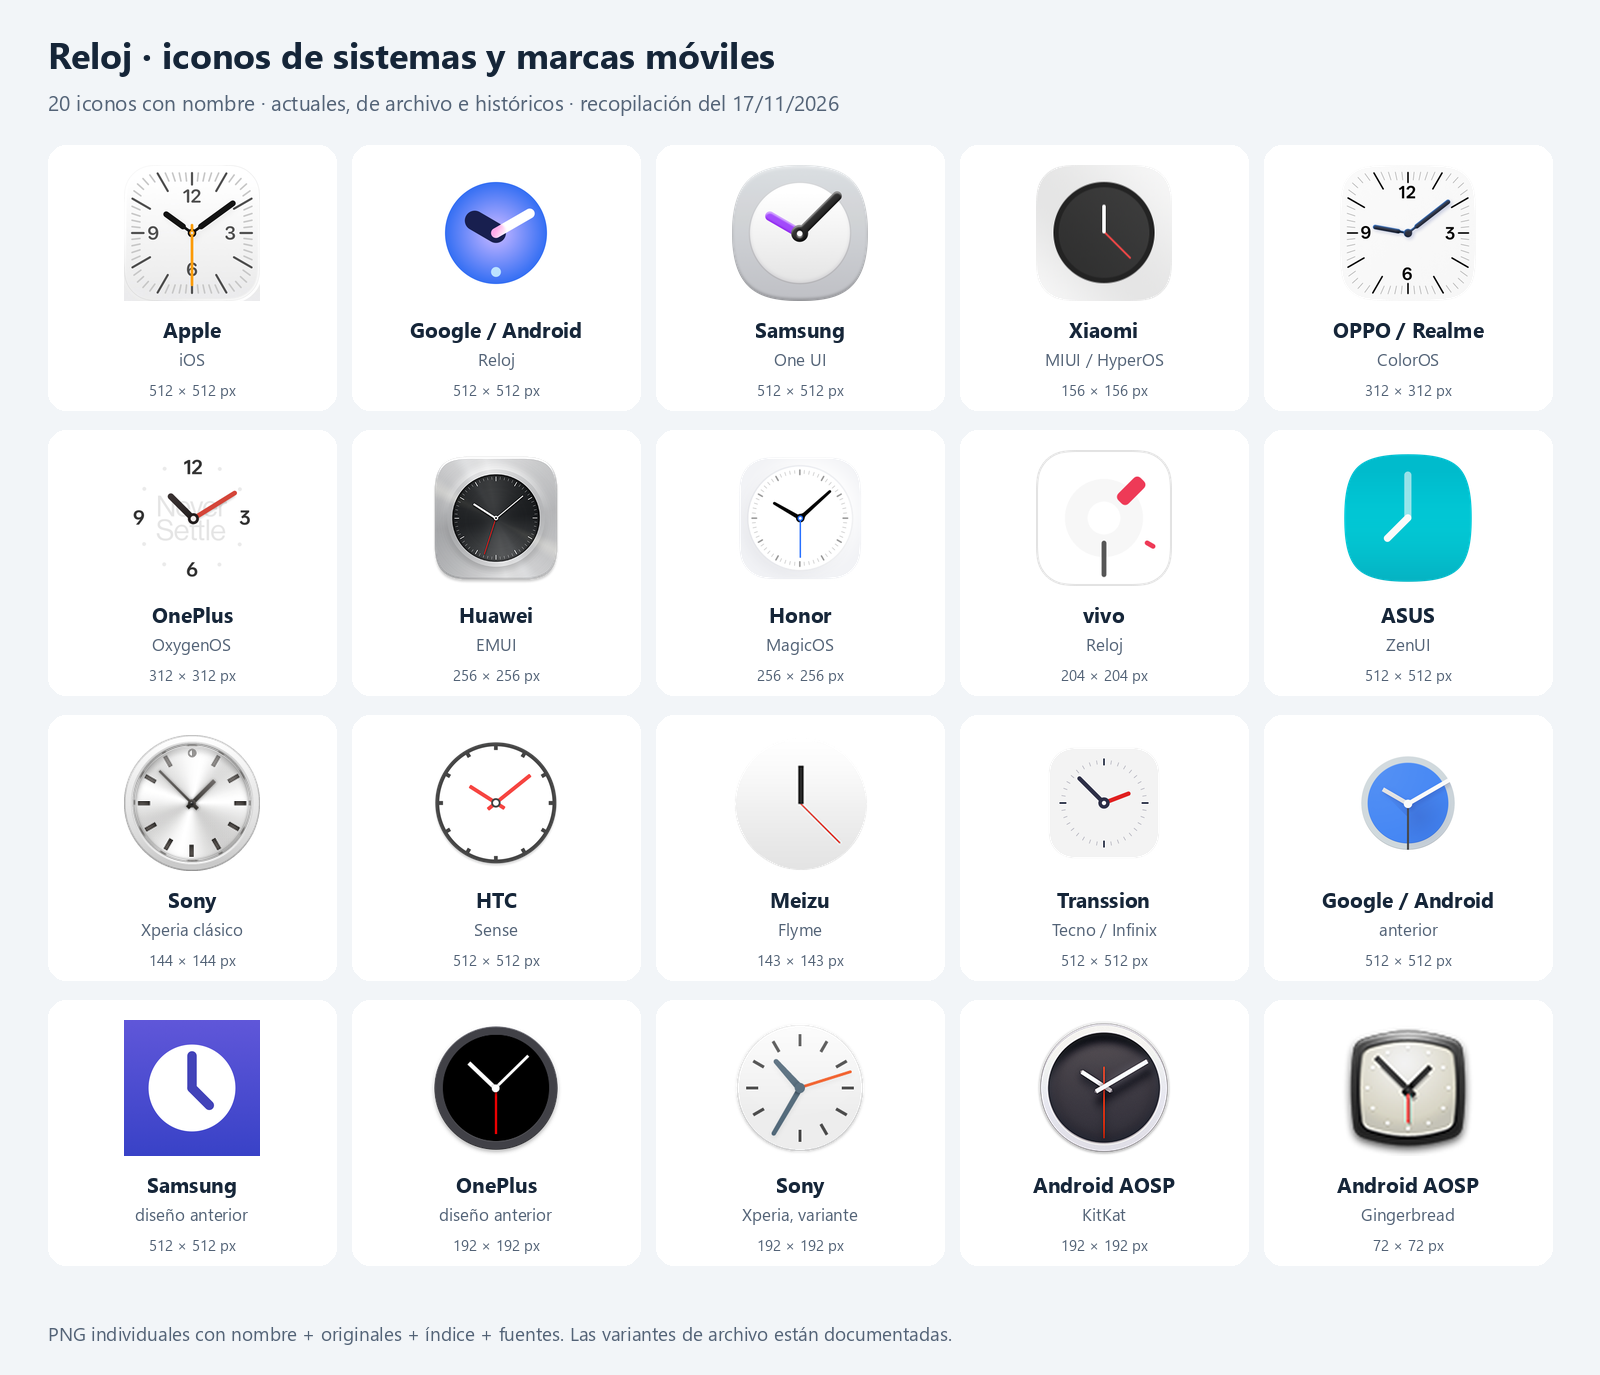 Reloj · iconos de sistemas y marcas móviles
20 iconos con nombre · actuales, de archivo e históricos · recopilación del 17/11/2026
12
9
3
6
Apple
iOS
512 × 512 px
Google / Android
Reloj
512 × 512 px
Samsung
One UI
512 × 512 px
Xiaomi
MIUI / HyperOS
156 × 156 px
12
9
3
6
OPPO / Realme
ColorOS
312 × 312 px
12
9
Never
Settle
3
6
OnePlus
OxygenOS
312 × 312 px
Huawei
EMUI
256 × 256 px
Honor
MagicOS
256 × 256 px
vivo
Reloj
204 × 204 px
ASUS
ZenUI
512 × 512 px
Sony
Xperia clásico
144 × 144 px
HTC
Sense
512 × 512 px
Meizu
Flyme
143 × 143 px
Transsion
Tecno / Infinix
512 × 512 px
Google / Android
anterior
512 × 512 px
Samsung
diseño anterior
512 × 512 px
OnePlus
diseño anterior
192 × 192 px
Sony
Xperia, variante
192 × 192 px
Android AOSP
KitKat
192 × 192 px
Android AOSP
Gingerbread
72 × 72 px
PNG individuales con nombre + originales + índice + fuentes. Las variantes de archivo están documentadas.